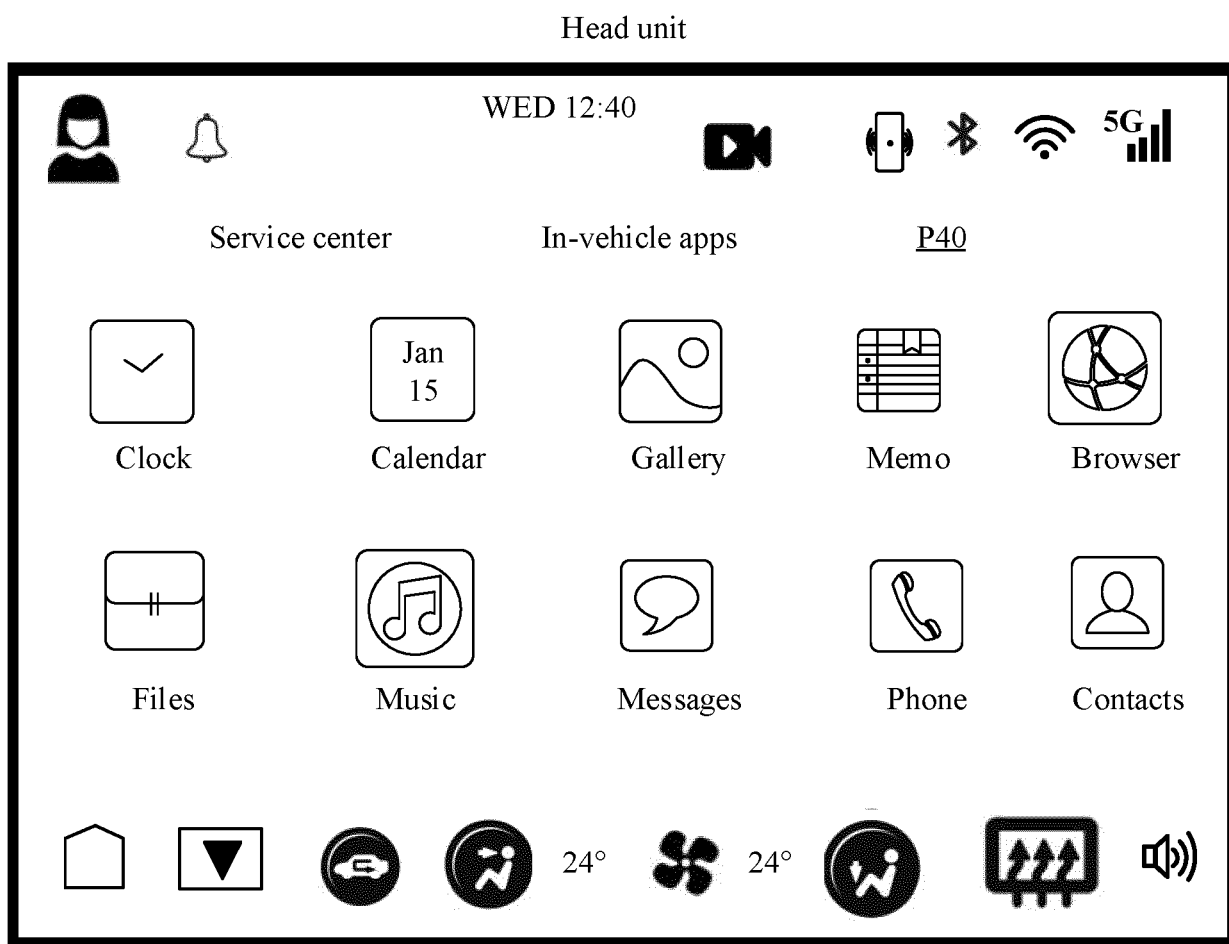 Head unit
WED 12:40
5G
Service center In-vehicle apps P40
Jan
15
Clock Calendar Gallery Memo Browser
Files Music Messages Phone Contacts
24° 24°